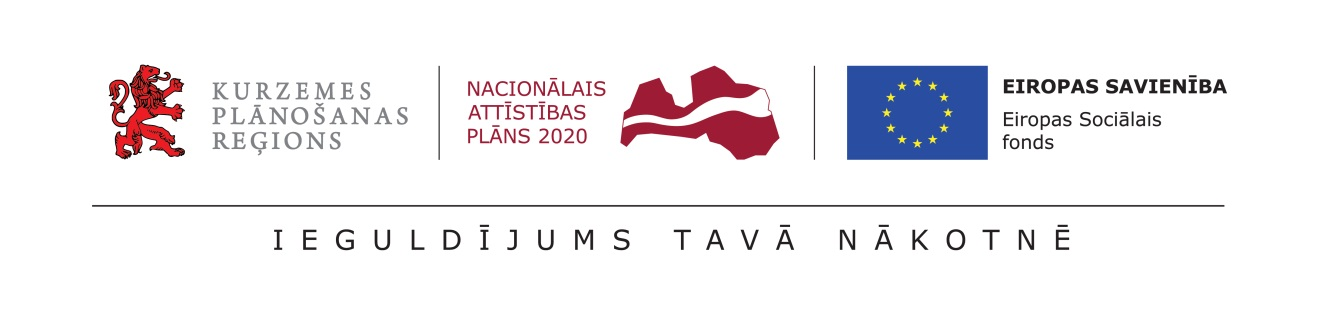 KURZEMES
PLĀNOŠANAS
REĢIONS
NACIONĀLAIS
ATTĪSTĪBAS
PLĀNS 2020
EIROPAS SAVIENĪBA
Eiropas Sociālais
fonds
IEGULDĪJUMS TAVĀ NĀKOTNĒ